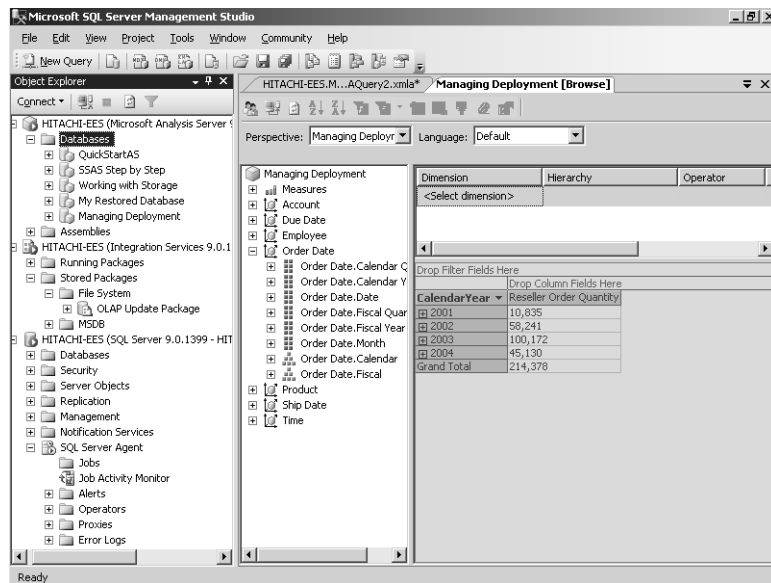 Microsoft SQL Server Management Studio
File Edit View Project Tools Window Community Help
New Query
Object Explorer
Connect
HITACHI-EES (Microsoft Analysis Server 9
Databases
QuickStartAS
SSAS Step by Step
Working with Storage
My Restored Database
Managing Deployment
Assemblies
HITACHI-EES (Integration Services 9.0.1
Running Packages
Stored Packages
File System
OLAP Update Package
MSDB
HITACHI-EES (SQL Server 9.0.1399 - HIT
Databases
Security
Server Objects
Replication
Management
Notification Services
SQL Server Agent
Jobs
Job Activity Monitor
Alerts
Operators
Proxies
Error Logs
HITACHI-EES.M...AQuery2.xmla* Managing Deployment [Browse]
Perspective: Managing Deployr Language: Default
Managing Deployment
Measures
Account
Due Date
Employee
Order Date
Order Date.Calendar Q
Order Date.Calendar Y
Order Date.Date
Order Date.Fiscal Quar
Order Date.Fiscal Year
Order Date.Month
Order Date.Calendar
Order Date.Fiscal
Product
Ship Date
Time
Dimension Hierarchy Operator
<Select dimension>
Drop Filter Fields Here
Drop Column Fields Here
CalendarYear Reseller Order Quantity
2001 10,835
2002 58,241
2003 100,172
2004 45,130
Grand Total 214,378
Ready